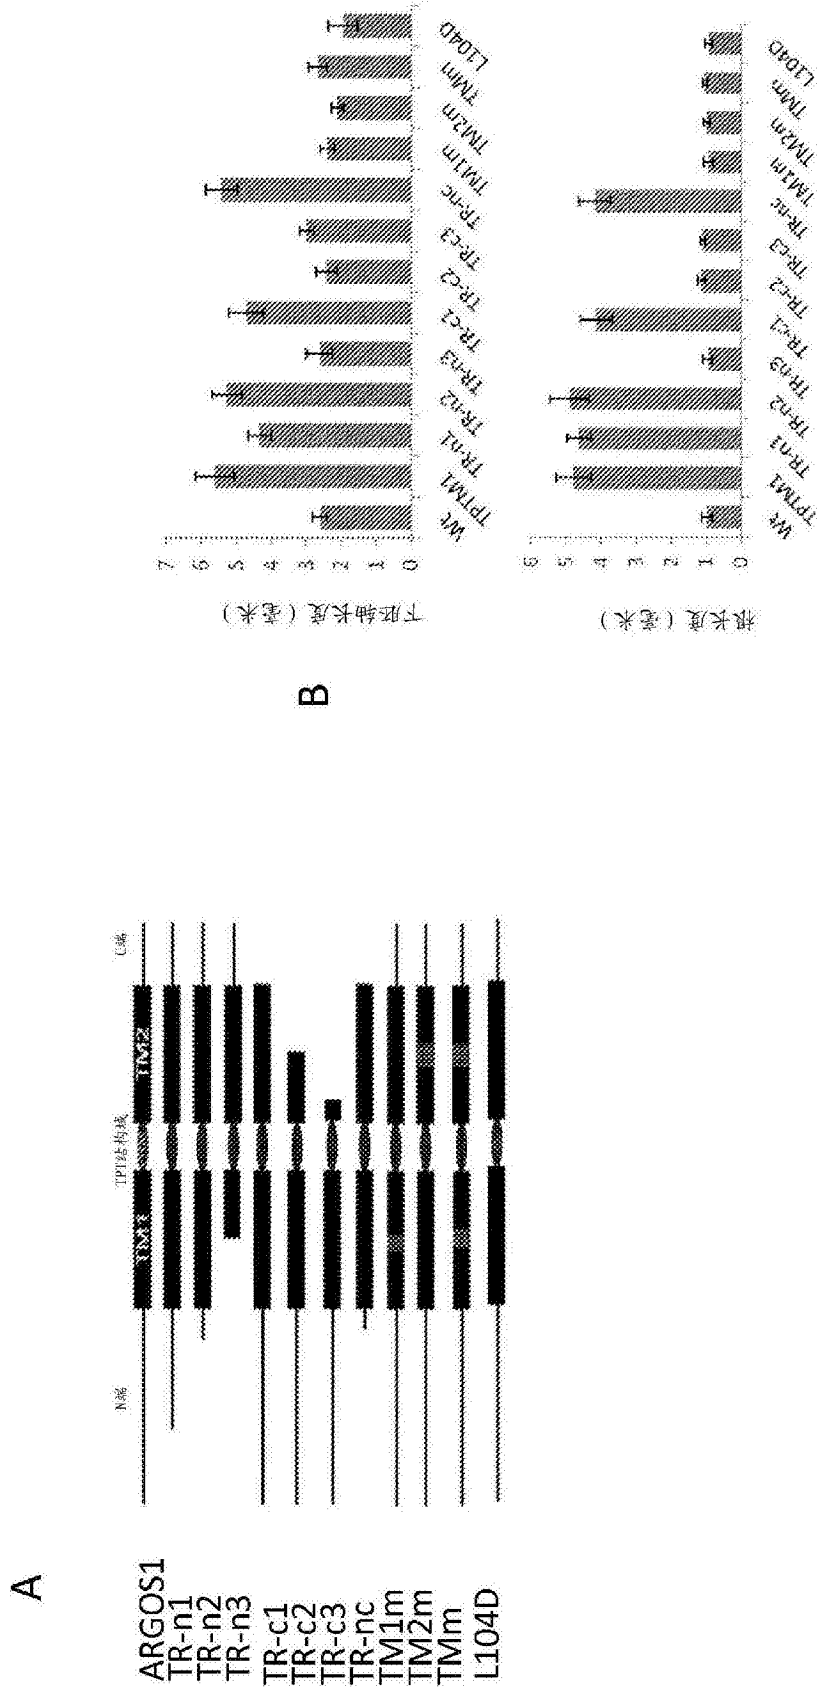 A
N端
TPT结构域
C端
ARGOS1
TM1
TM2
TR-n1
TR-n2
TR-n3
TR-c1
TR-c2
TR-c3
TR-nc
TM1m
TM2m
TMm
L104D
B
下胚轴长度（毫米）
7
6
5
4
3
2
1
0
Wt
TPTM1
TR-n1
TR-n2
TR-n3
TR-c1
TR-c2
TR-c3
TR-nc
TM1m
TM2m
TMm
L104D
根长度（毫米）
6
5
4
3
2
1
0
Wt
TPTM1
TR-n1
TR-n2
TR-n3
TR-c1
TR-c2
TR-c3
TR-nc
TM1m
TM2m
TMm
L104D